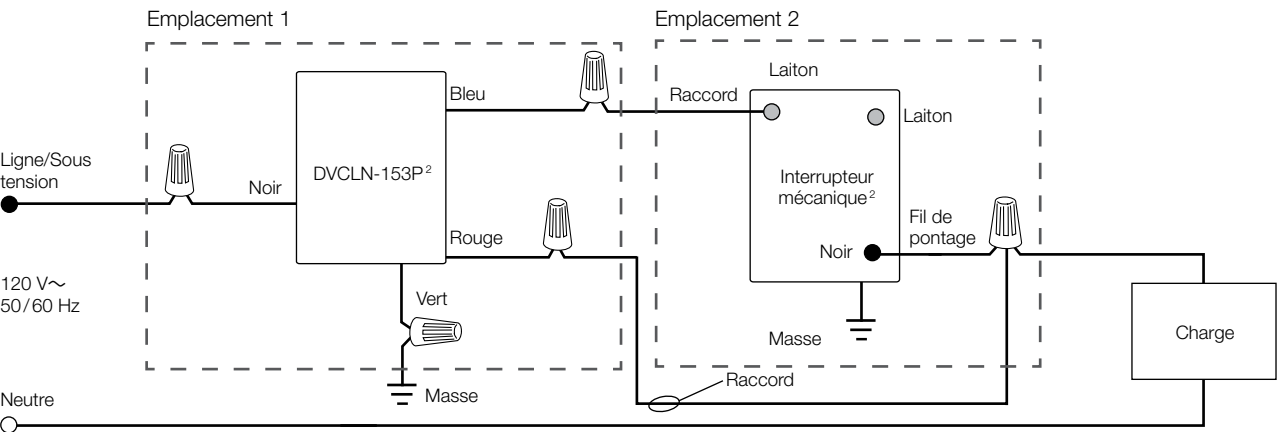 Emplacement 1
Emplacement 2
Laiton
Bleu
Raccord
Laiton
Ligne/Sous
tension
Noir
DVCLN-153P²
Interrupteur
mécanique²
Rouge
Fil de
pontage
Noir
120 V~
50/60 Hz
Vert
Masse
Charge
Raccord
Masse
Neutre